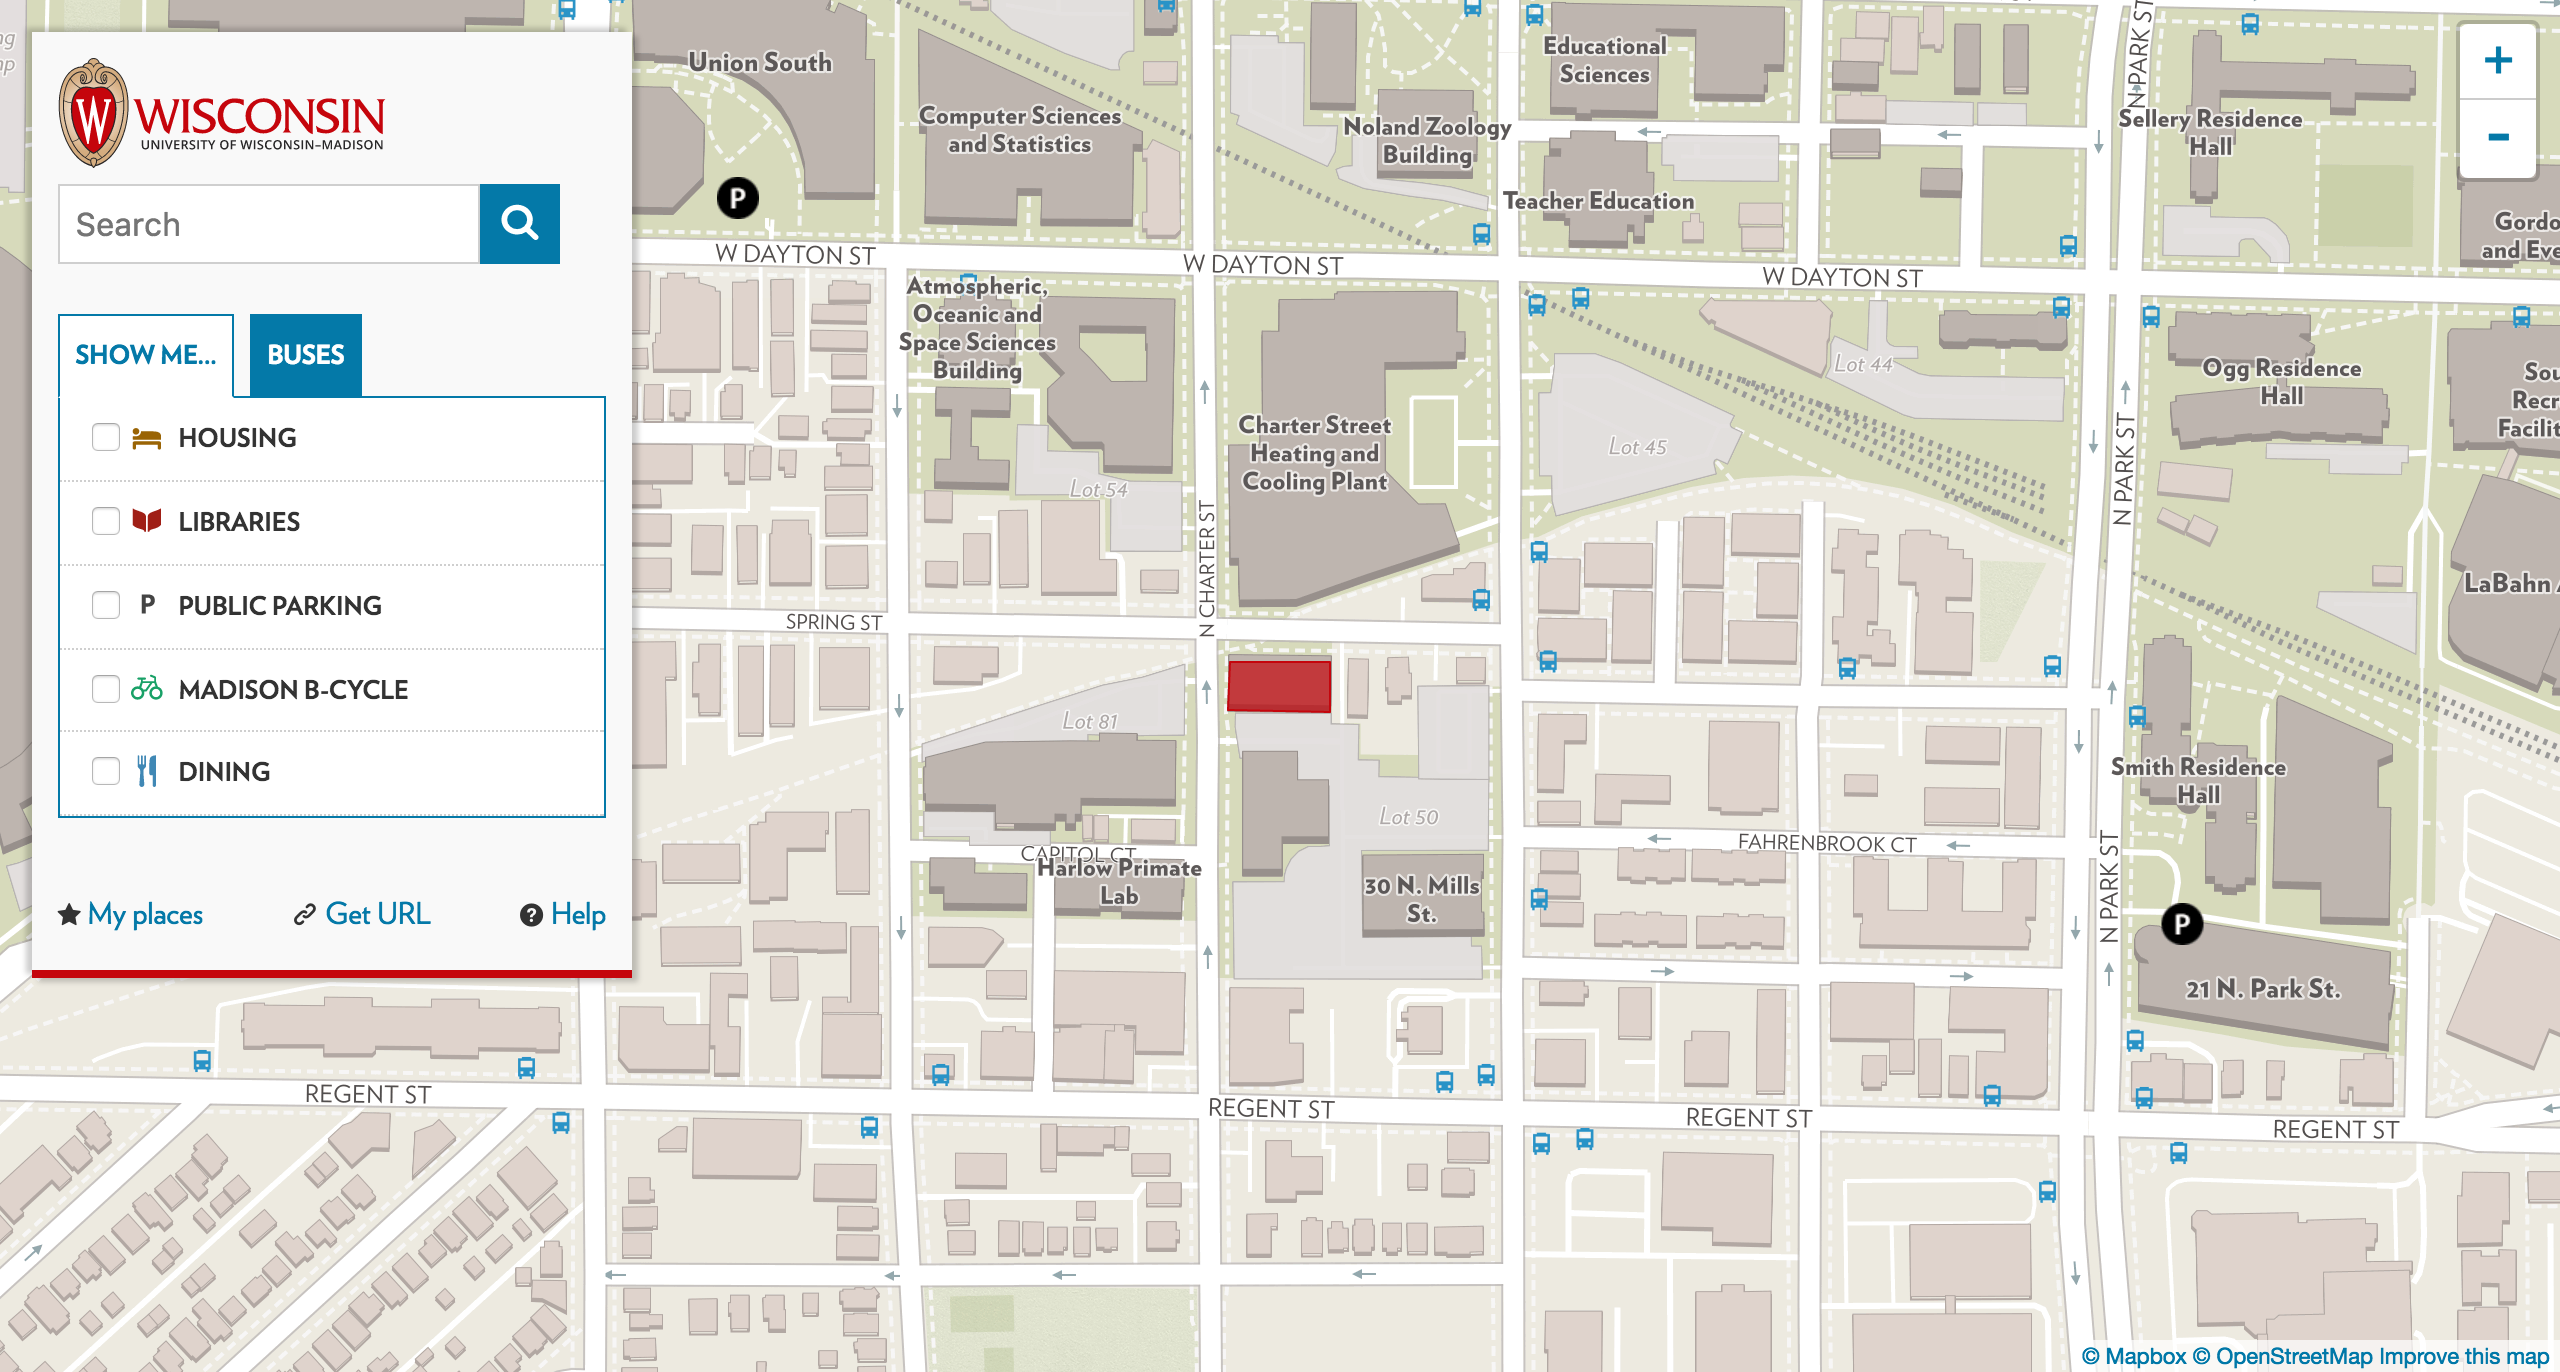 WISCONSIN
UNIVERSITY OF WISCONSIN–MADISON
Search
SHOW ME...
BUSES
HOUSING
LIBRARIES
P PUBLIC PARKING
MADISON B-CYCLE
DINING
My places
Get URL
? Help
Union South
P
Computer Sciences
and Statistics
Noland Zoology
Building
Educational
Sciences
Teacher Education
N PARK ST
Sellery Residence
Hall
+
-
W DAYTON ST
W DAYTON ST
W DAYTON ST
Atmospheric,
Oceanic and
Space Sciences
Building
Lot 54
Charter Street
Heating and
Cooling Plant
Lot 45
Lot 44
N PARK ST
Ogg Residence
Hall
N CHARTER ST
SPRING ST
Lot 81
Lot 50
CAPITOL CT
Harlow Primate
Lab
30 N. Mills
St.
FAHRENBROOK CT
N PARK ST
Smith Residence
Hall
LaBahn
P
21 N. Park St.
REGENT ST
REGENT ST
REGENT ST
REGENT ST
© Mapbox © OpenStreetMap Improve this map